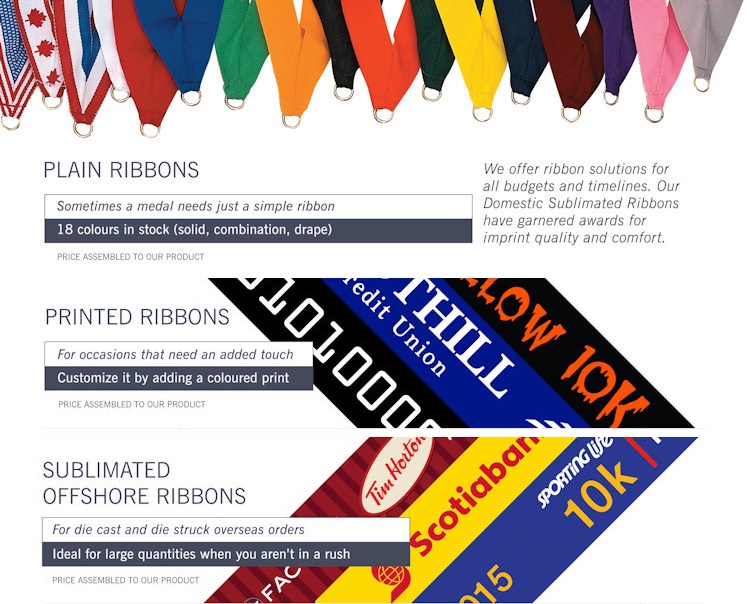 PLAIN RIBBONS
Sometimes a medal needs just a simple ribbon
18 colours in stock (solid, combination, drape)
PRICE ASSEMBLED TO OUR PRODUCT
We offer ribbon solutions for
all budgets and timelines. Our
Domestic Sublimated Ribbons
have garnered awards for
imprint quality and comfort.
PRINTED RIBBONS
For occasions that need an added touch
Customize it by adding a coloured print
PRICE ASSEMBLED TO OUR PRODUCT
01010000
THILL
redit Union
LLOW 10K
SUBLIMATED
OFFSHORE RIBBONS
For die cast and die struck overseas orders
Ideal for large quantities when you aren't in a rush
PRICE ASSEMBLED TO OUR PRODUCT
FAC
Tim Horton
Scotiaban
SPORTING LIFE
10k
015